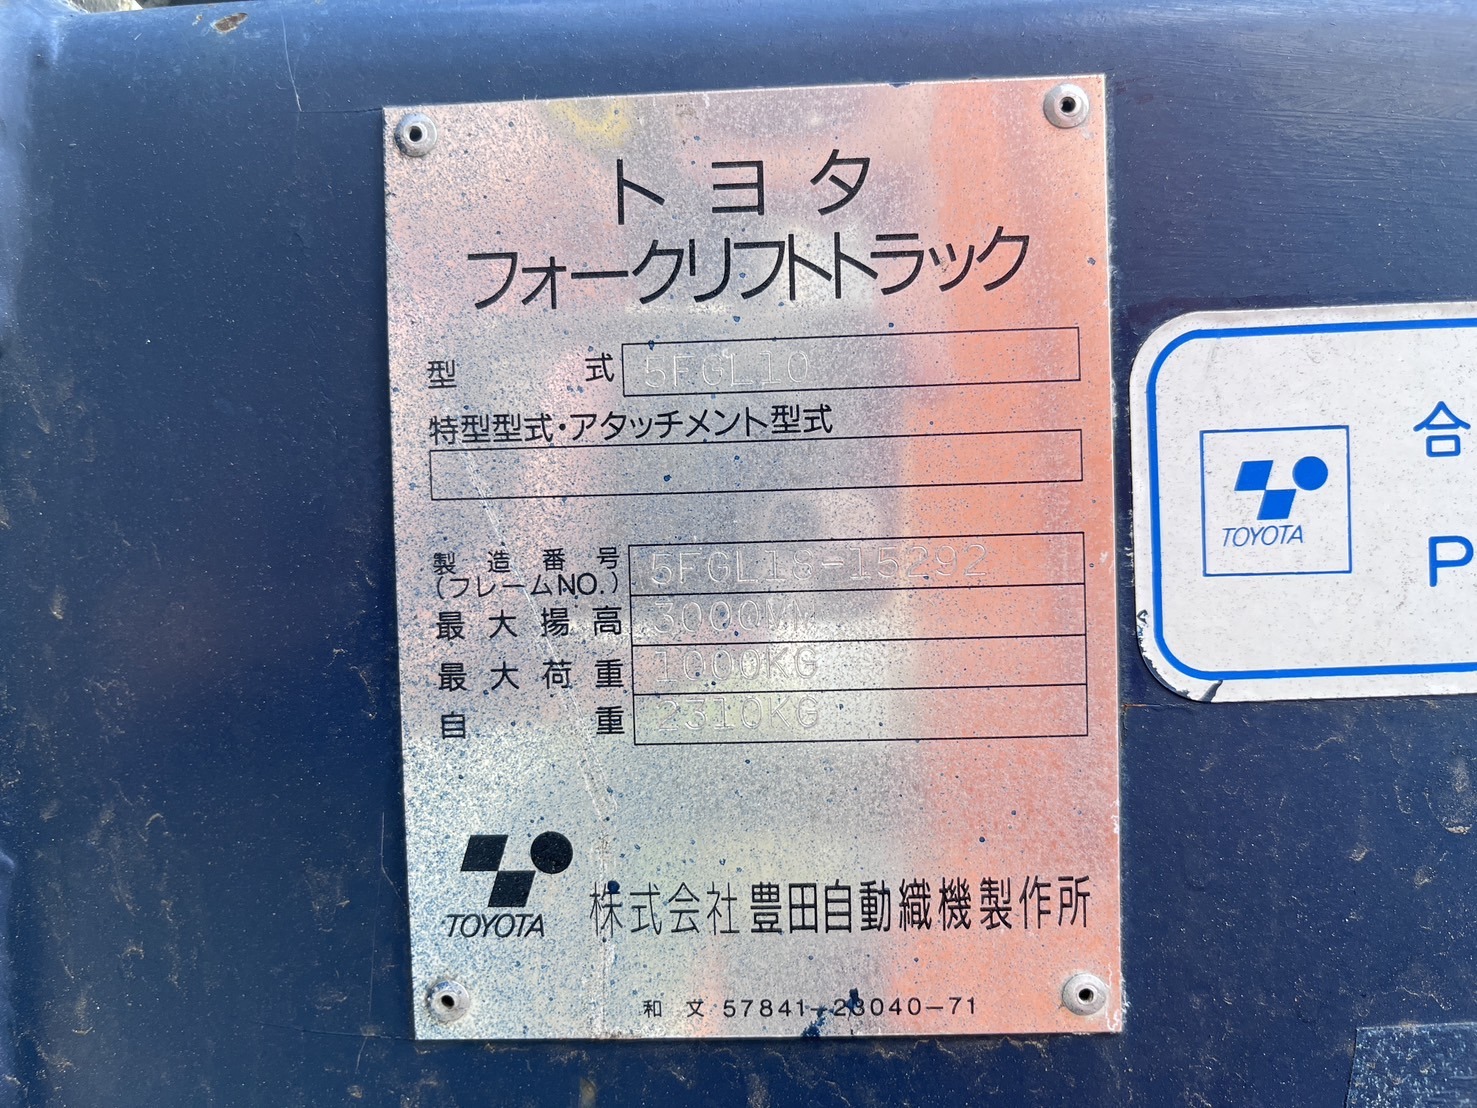 トヨタ
フォークリフトトラック
型式 5FGL10
特型型式・アタッチメント型式
製造番号 5FGL18-15292
(フレームNO.)
最大揚高 3000MM
最大荷重 1000KG
自重 2310KG
TOYOTA
株式会社豊田自動織機製作所
和文 57841-23040-71
合
TOYOTA
P